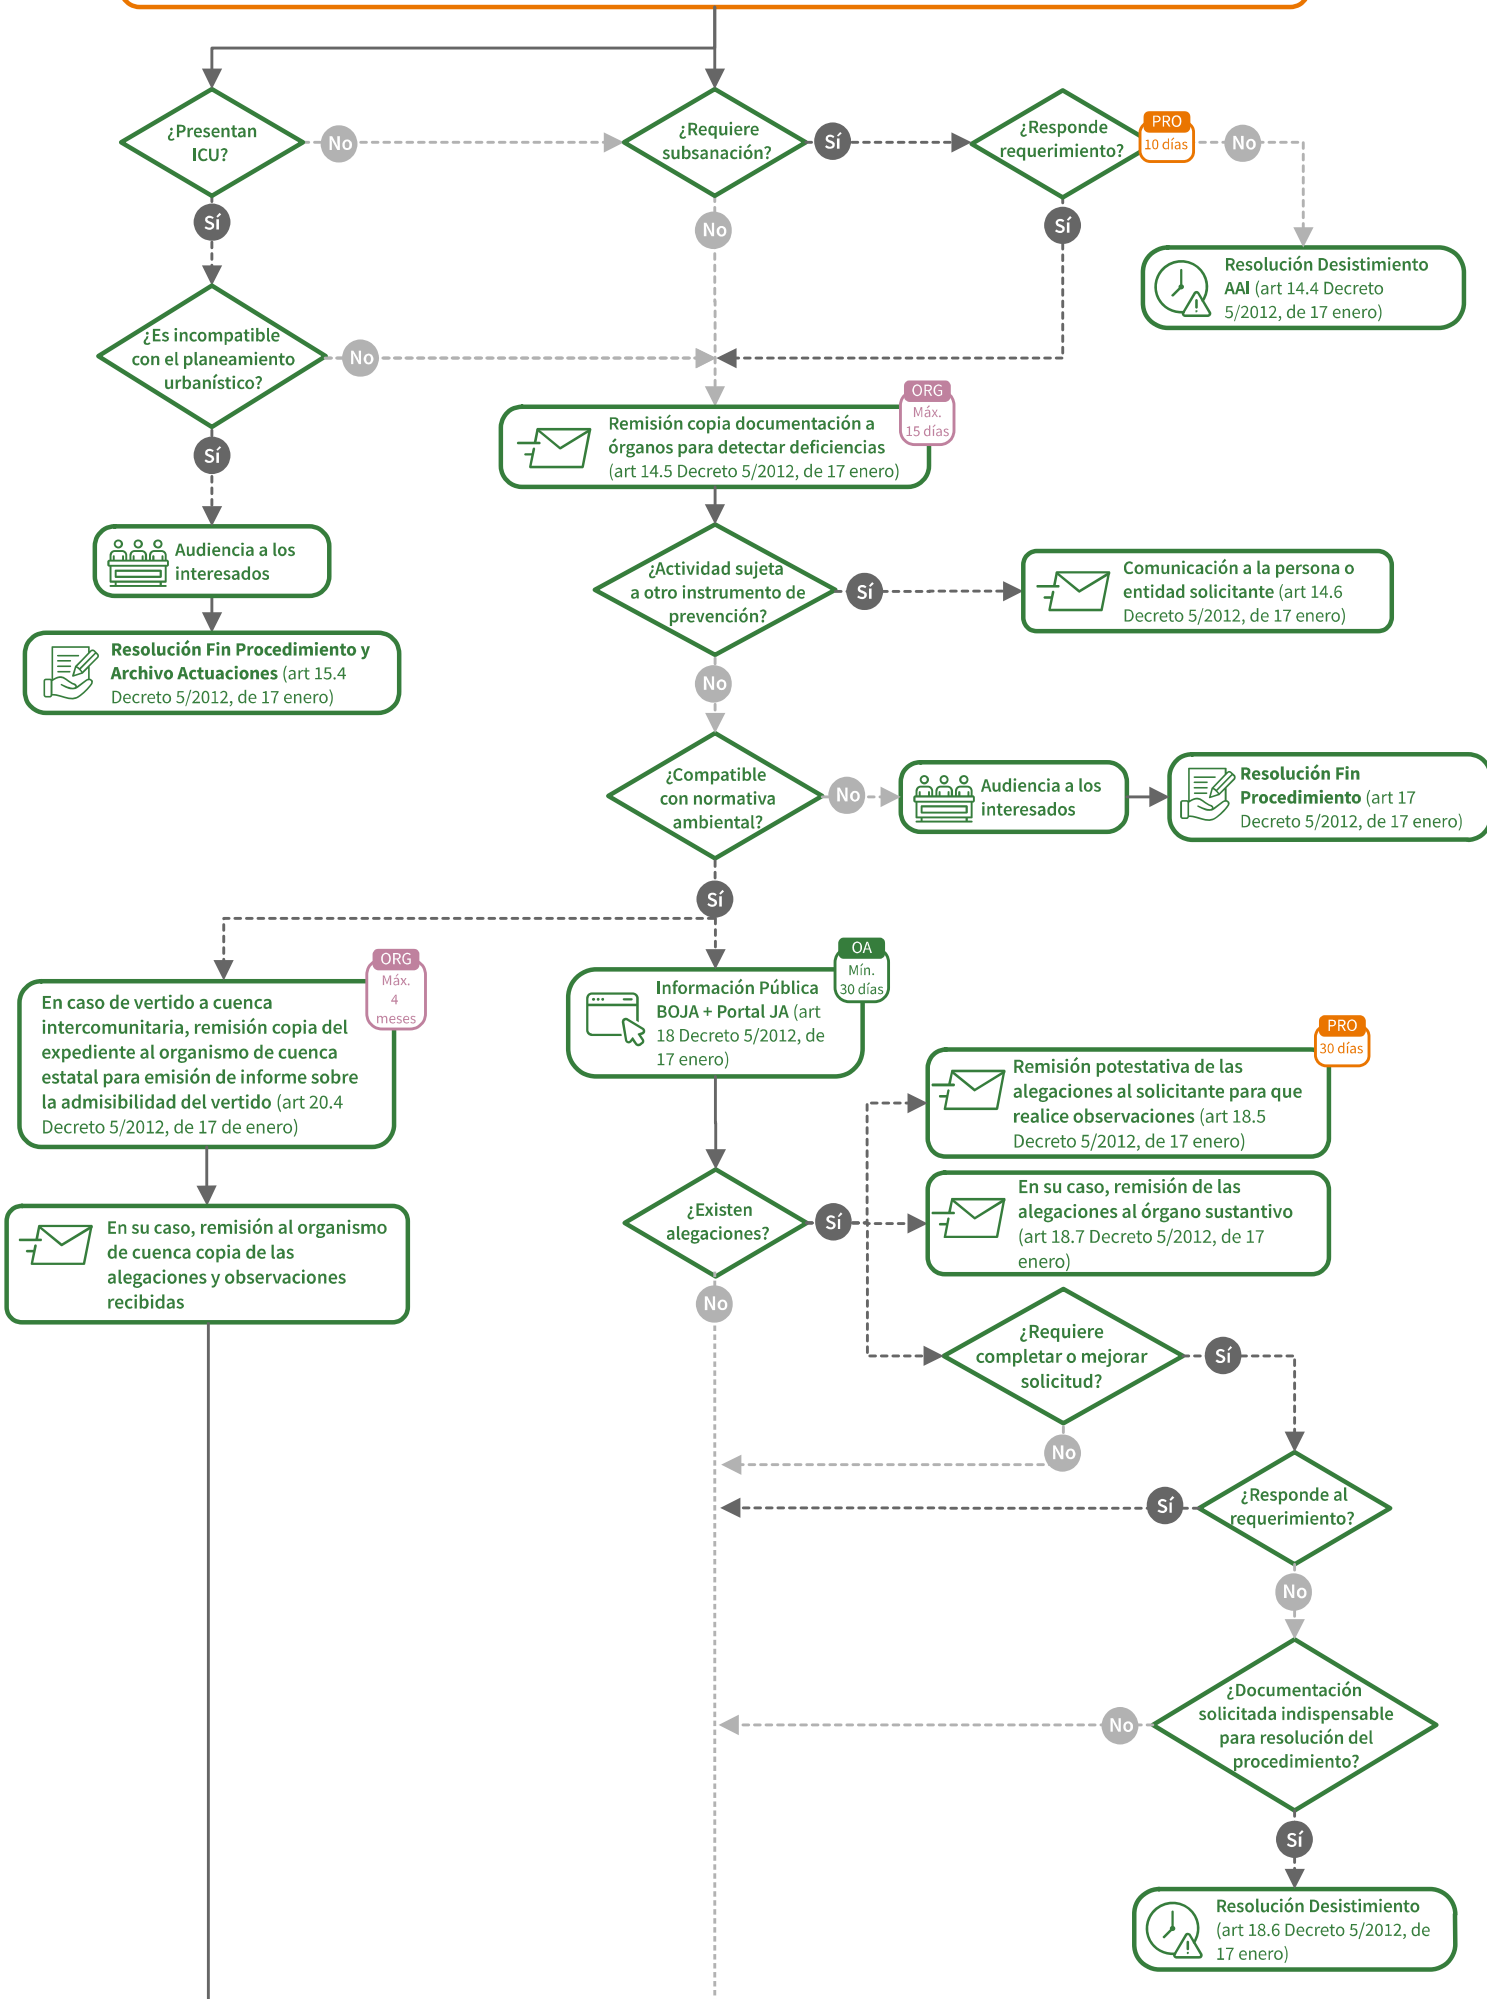 ¿Presentan
ICU?
No
¿Requiere
subsanación?
Sí
¿Responde
requerimiento?
PRO
10 días
No
Sí
No
Sí
Resolución Desistimiento
AAI (art 14.4 Decreto
5/2012, de 17 enero)
¿Es incompatible
con el planeamiento
urbanístico?
No
ORG
Máx.
15 días
Remisión copia documentación a
órganos para detectar deficiencias
(art 14.5 Decreto 5/2012, de 17 enero)
Sí
Audiencia a los
interesados
¿Actividad sujeta
a otro instrumento de
prevención?
Sí
Comunicación a la persona o
entidad solicitante (art 14.6
Decreto 5/2012, de 17 enero)
Resolución Fin Procedimiento y
Archivo Actuaciones (art 15.4
Decreto 5/2012, de 17 enero)
No
¿Compatible
con normativa
ambiental?
No
Audiencia a los
interesados
Resolución Fin
Procedimiento (art 17
Decreto 5/2012, de 17 enero)
Sí
ORG
Máx.
4
meses
En caso de vertido a cuenca
intercomunitaria, remisión copia del
expediente al organismo de cuenca
estatal para emisión de informe sobre
la admisibilidad del vertido (art 20.4
Decreto 5/2012, de 17 de enero)
OA
Mín.
30 días
Información Pública
BOJA + Portal JA (art
18 Decreto 5/2012, de
17 enero)
PRO
30 días
Remisión potestativa de las
alegaciones al solicitante para que
realice observaciones (art 18.5
Decreto 5/2012, de 17 enero)
¿Existen
alegaciones?
Sí
En su caso, remisión de las
alegaciones al órgano sustantivo
(art 18.7 Decreto 5/2012, de 17
enero)
En su caso, remisión al organismo
de cuenca copia de las
alegaciones y observaciones
recibidas
No
¿Requiere
completar o mejorar
solicitud?
Sí
No
¿Responde al
requerimiento?
Sí
No
¿Documentación
solicitada indispensable
para resolución del
procedimiento?
No
Sí
Resolución Desistimiento
(art 18.6 Decreto 5/2012, de
17 enero)